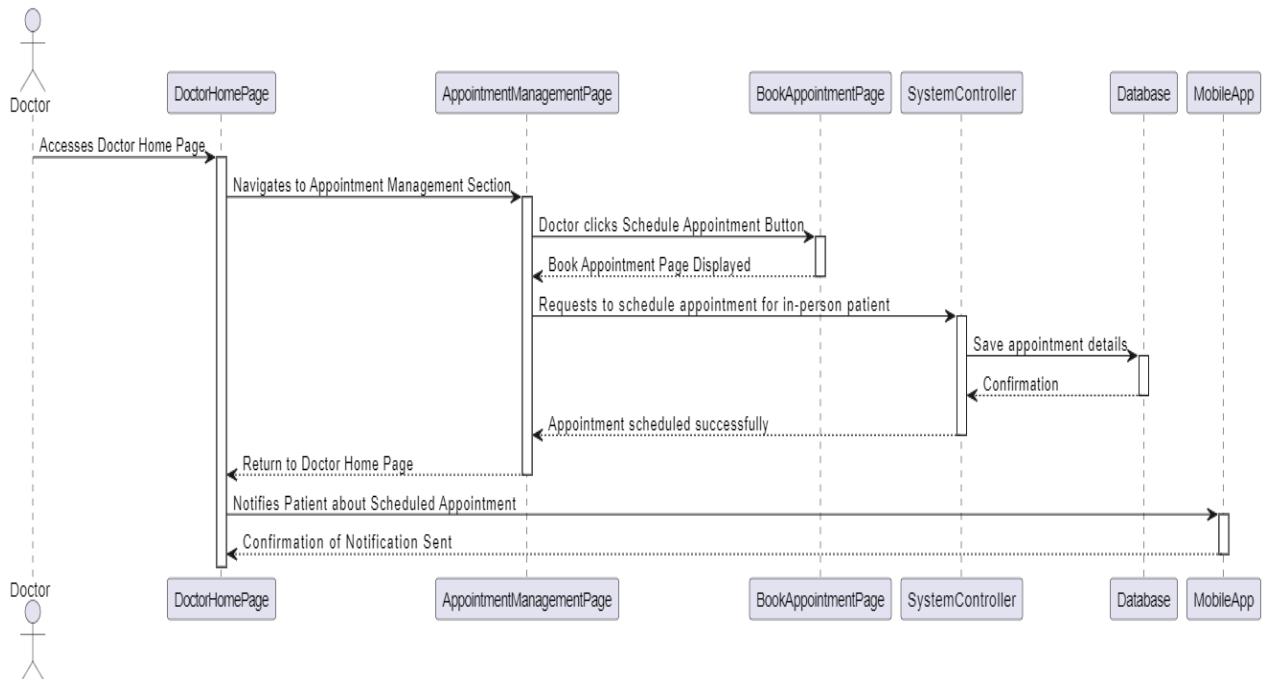 Doctor
DoctorHomePage
AppointmentManagementPage
BookAppointmentPage
SystemController
Database
MobileApp
Accesses Doctor Home Page
Navigates to Appointment Management Section
Doctor clicks Schedule Appointment Button
Book Appointment Page Displayed
Requests to schedule appointment for in-person patient
Save appointment details
Confirmation
Appointment scheduled successfully
Return to Doctor Home Page
Notifies Patient about Scheduled Appointment
Confirmation of Notification Sent
Doctor
DoctorHomePage
AppointmentManagementPage
BookAppointmentPage
SystemController
Database
MobileApp